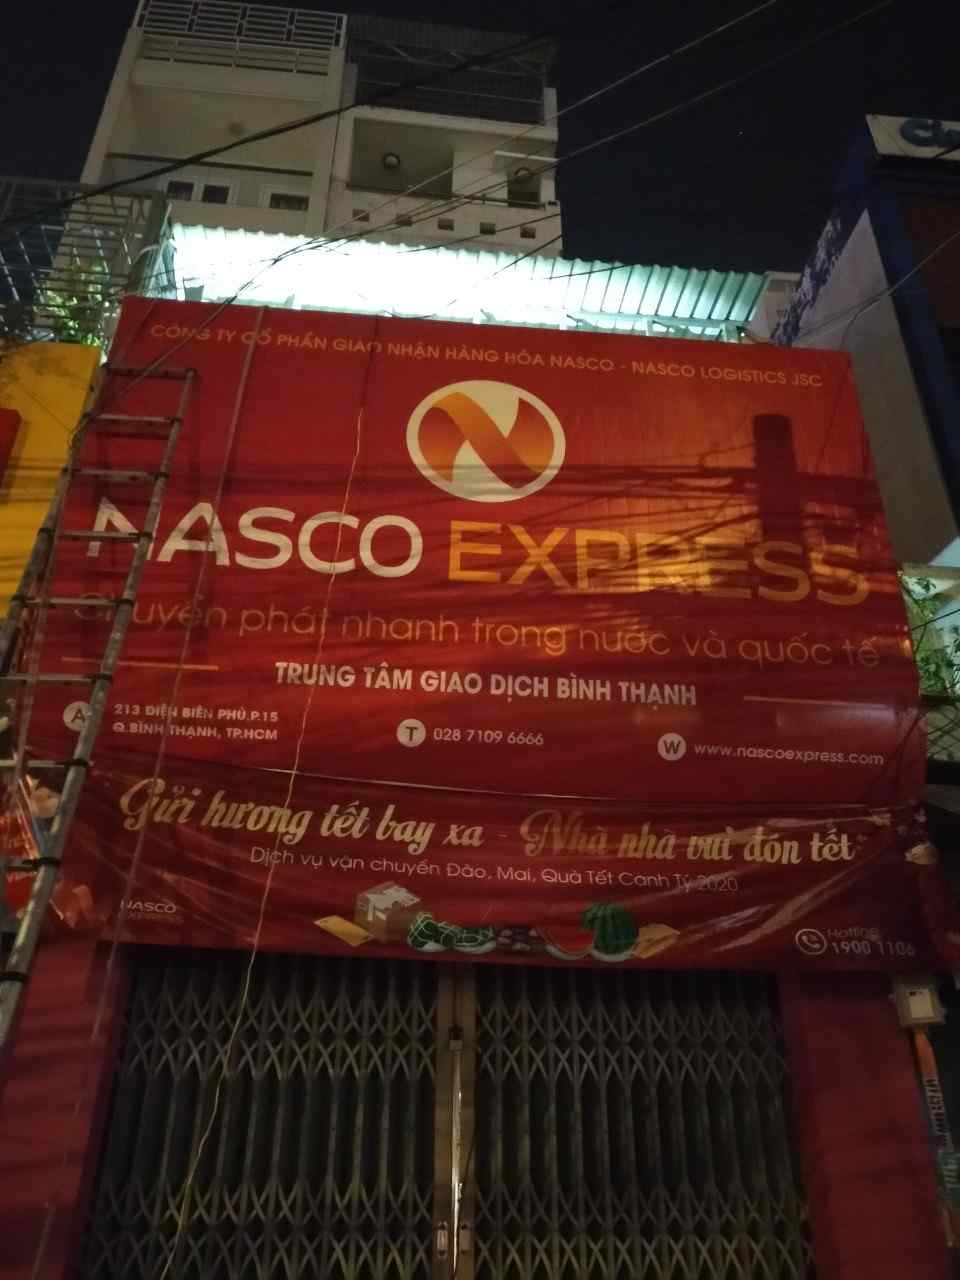 CÔNG TY CỔ PHẦN GIAO NHẬN HÀNG HÓA NASCO - NASCO LOGISTICS JSC
NASCO EXPRESS
Chuyển phát nhanh trong nước và quốc tế
TRUNG TÂM GIAO DỊCH BÌNH THẠNH
A 213 ĐIỆN BIÊN PHỦ P.15
Q.BÌNH THẠNH, TP.HCM
T 028 7109 6666
W www.nascoexpress.com
Gửi hương tết bay xa - Nhà nhà vui đón tết
Dịch vụ vận chuyển Đào, Mai, Quà Tết Canh Tý 2020
NASCO
EXPRESS
Hotline
1900 1106